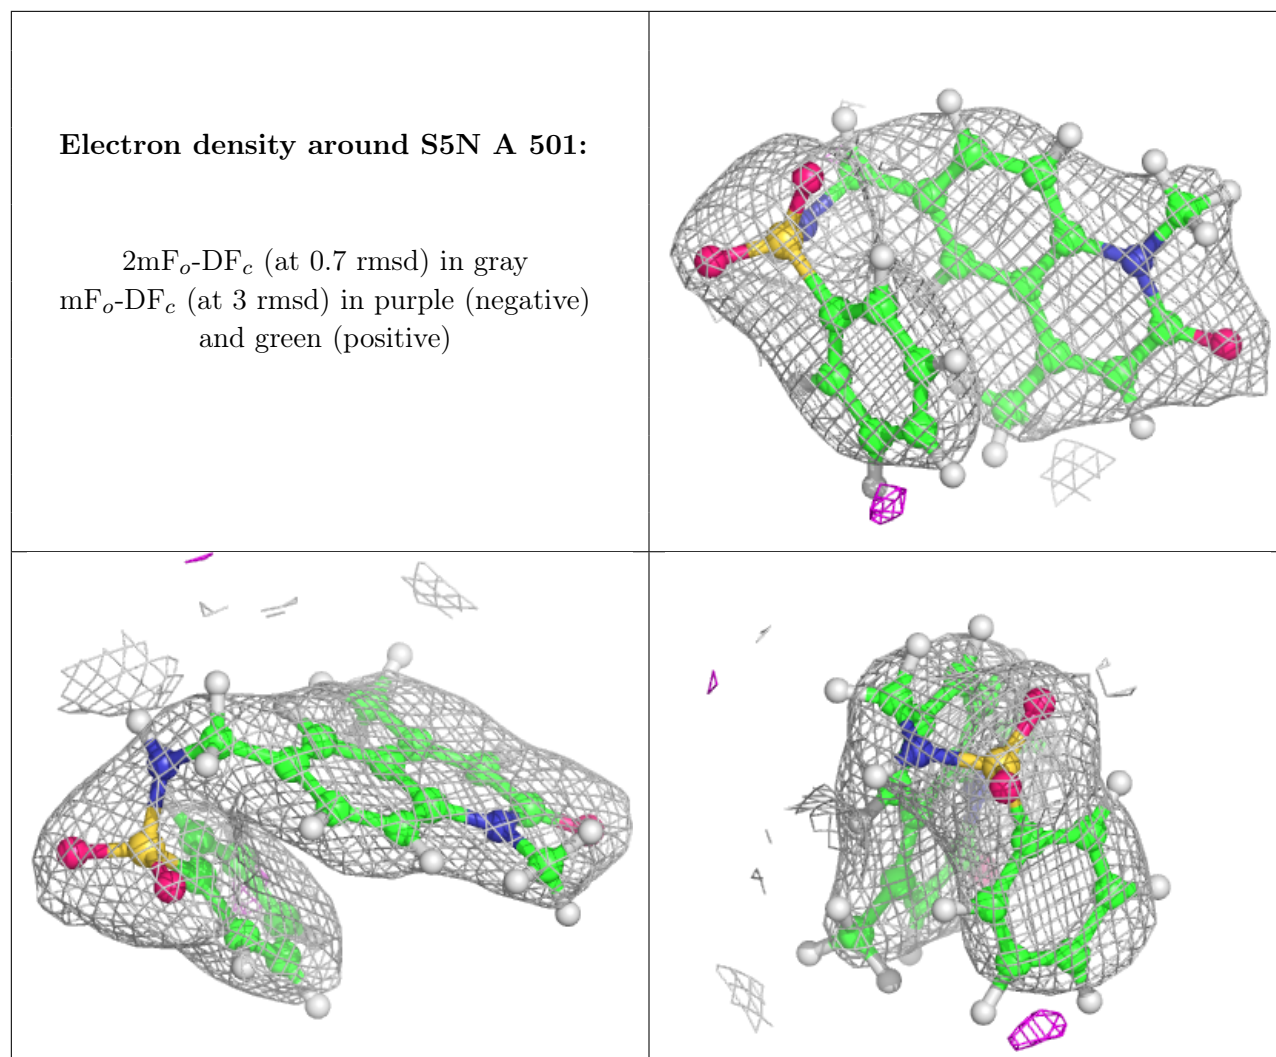 Electron density around S5N A 501:
2mFₒ-DF𝒸 (at 0.7 rmsd) in gray
mFₒ-DF𝒸 (at 3 rmsd) in purple (negative)
and green (positive)